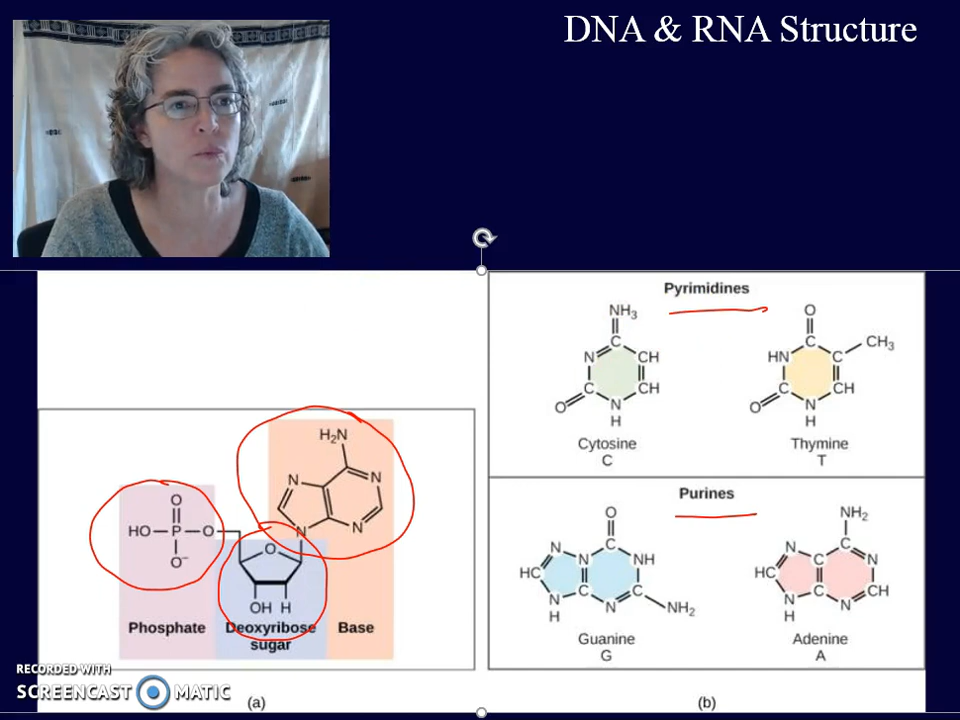 DNA & RNA Structure
Pyrimidines
NH3
C
N
CH
C
CH
O
N
H
Cytosine
C
O
C
CH3
HN
C
C
CH
O
N
H
Thymine
T
H2N
N
N
N
N
O
HO–P–O
O–
O
OH H
Phosphate
Deoxyribose
sugar
Base
Purines
O
N
C
HC
N
NH
N
C
C
H
N
NH2
Guanine
G
NH2
N
C
C
N
HC
CH
N
C
N
H
Adenine
A
RECORDED WITH
SCREENCAST MATIC
(a)
(b)